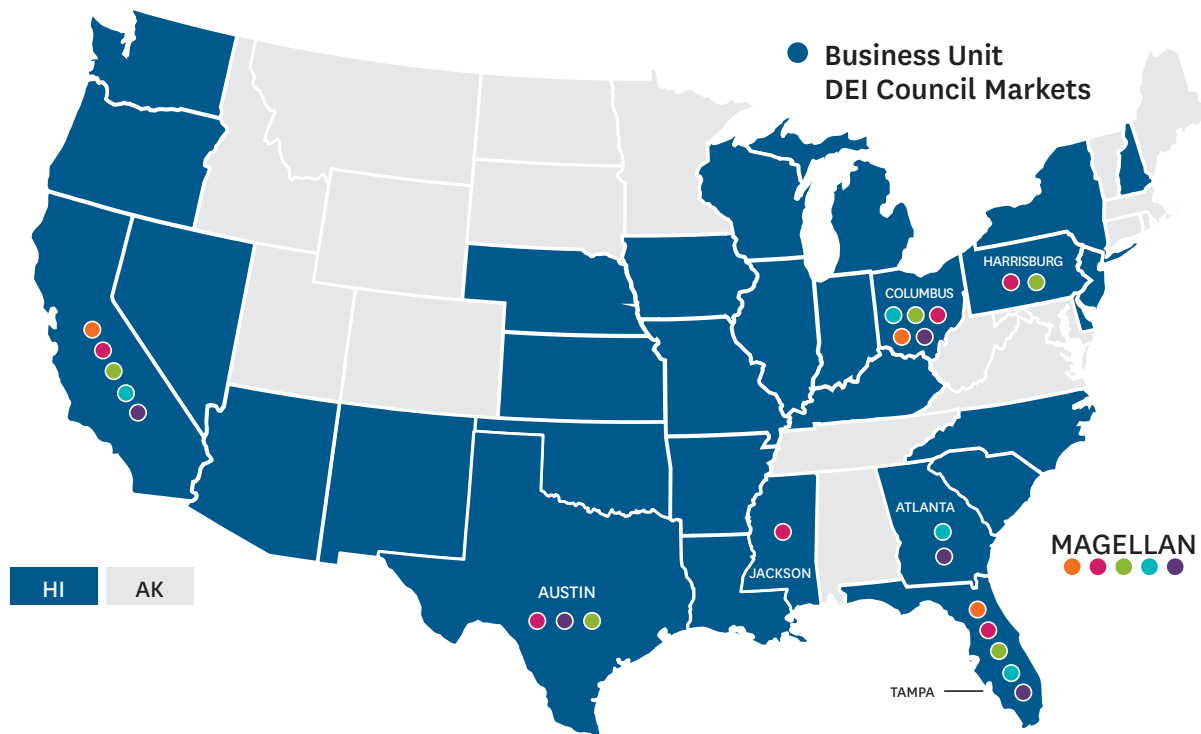 Business Unit
DEI Council Markets
HARRISBURG
COLUMBUS
ATLANTA
MAGELLAN
JACKSON
HI
AK
AUSTIN
TAMPA